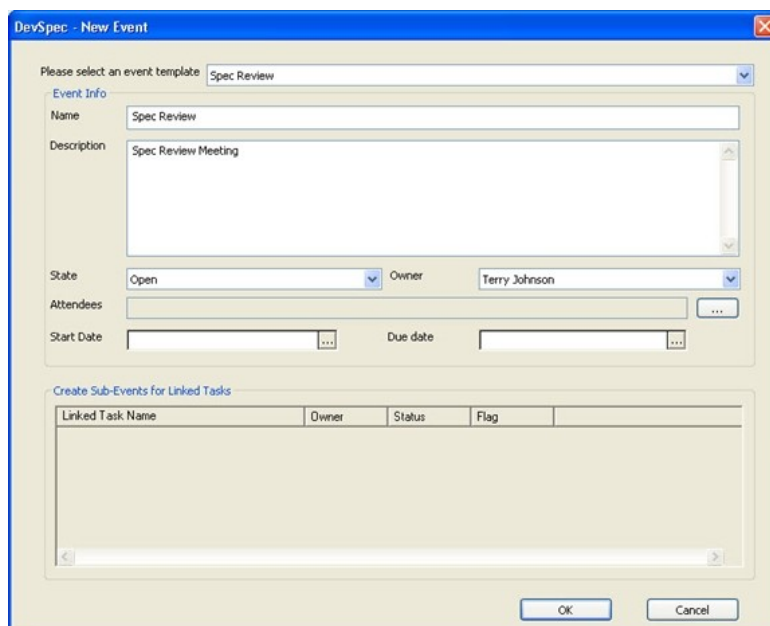 DevSpec - New Event
Please select an event template Spec Review
Event Info
Name Spec Review
Description Spec Review Meeting
State Open Owner Terry Johnson
Attendees ...
Start Date ... Due date ...
Create Sub-Events for Linked Tasks
Linked Task Name Owner Status Flag
OK Cancel